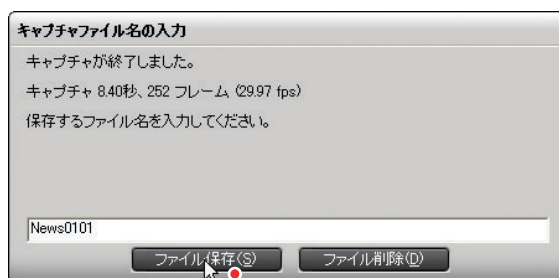 キャプチャファイル名の入力
キャプチャが終了しました。
キャプチャ 8.40秒、252 フレーム (29.97 fps)
保存するファイル名を入力してください。
News0101
ファイル保存(S) ファイル削除(D)